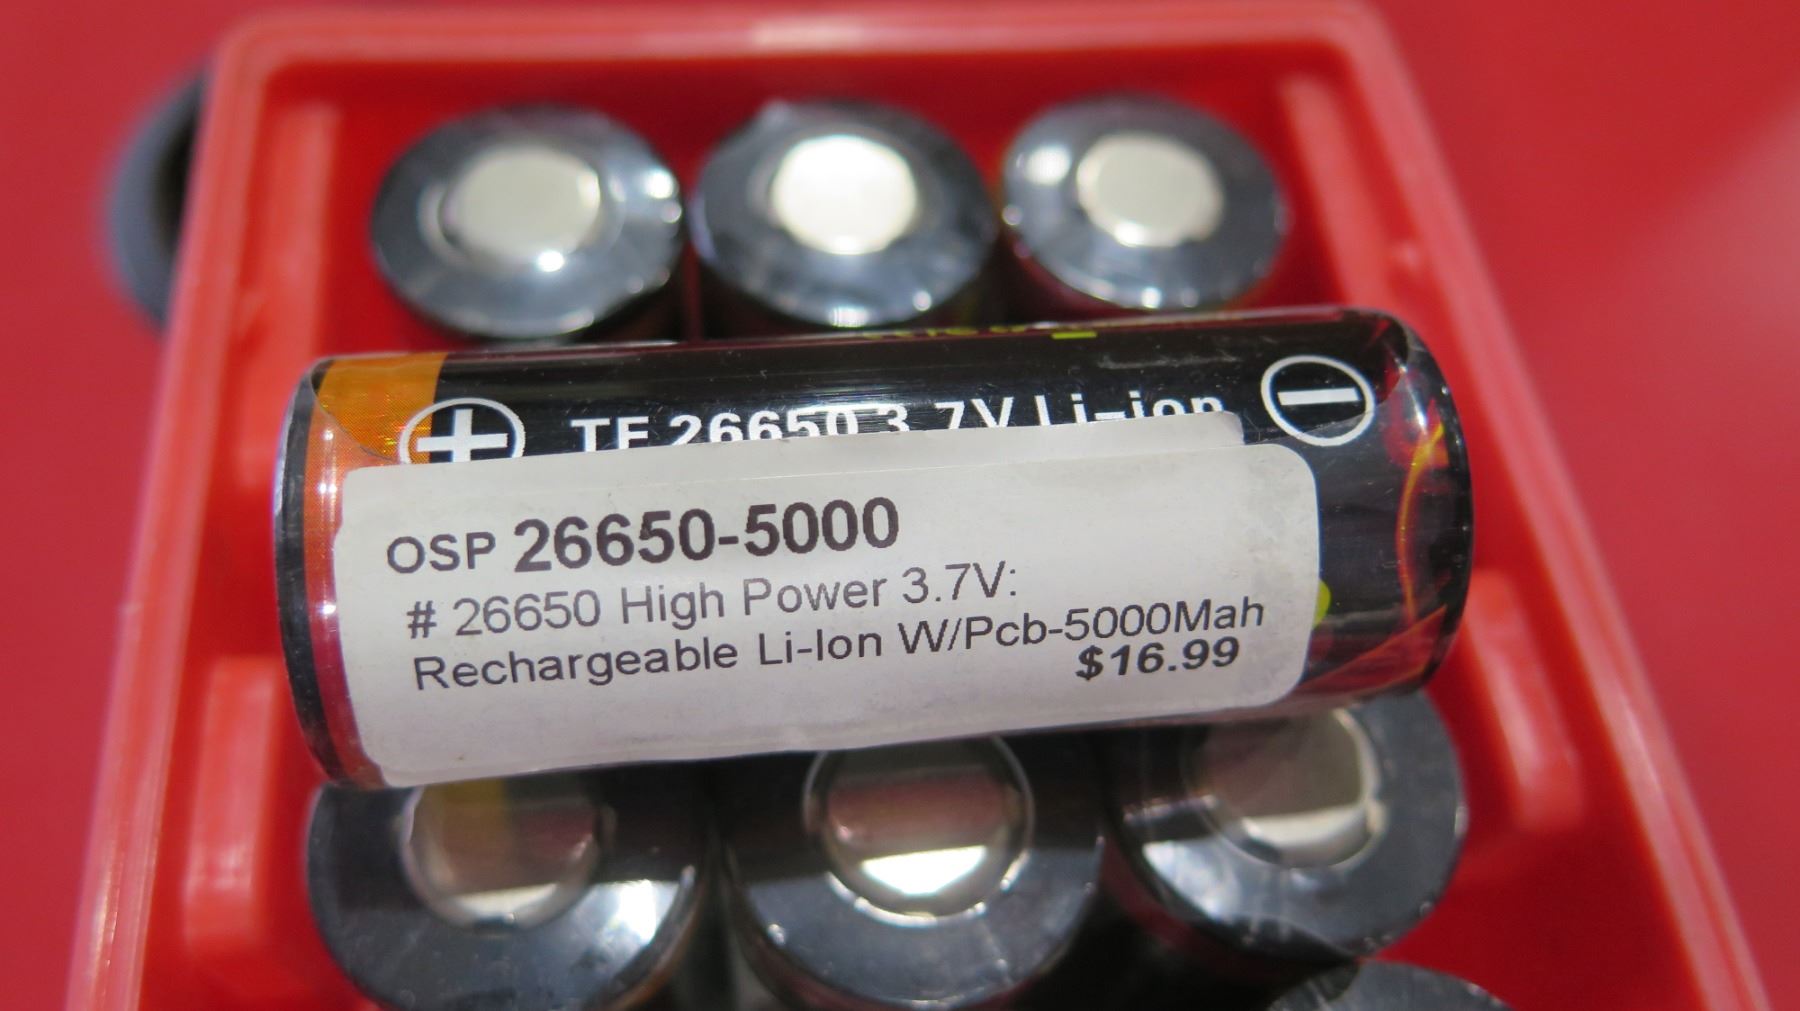 TF 26650 3.7V Li-ion
OSP 26650-5000
# 26650 High Power 3.7V:
Rechargeable Li-Ion W/Pcb-5000Mah
$16.99